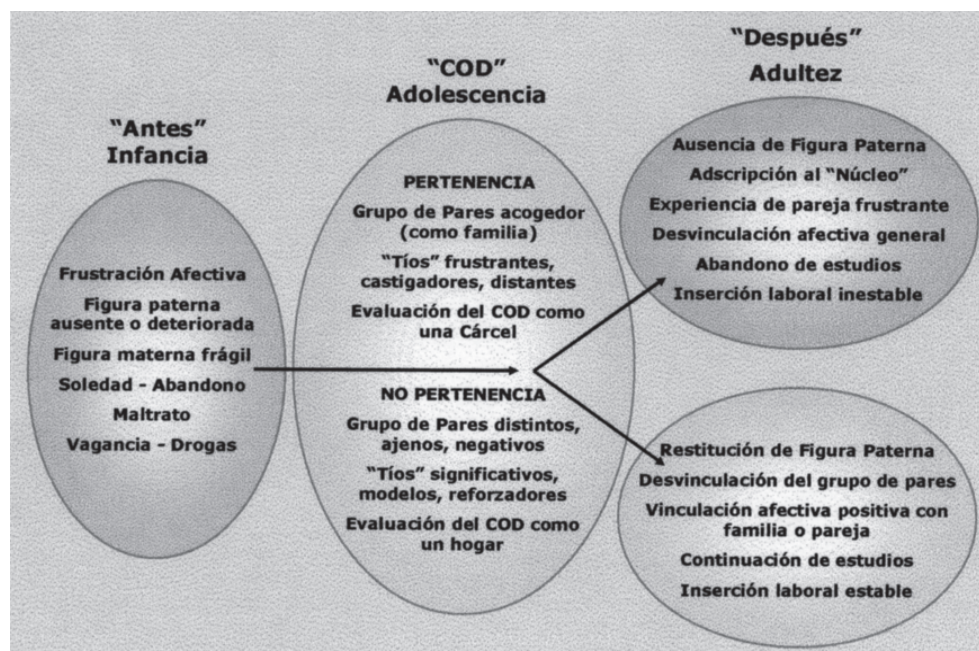 “Antes”
Infancia
Frustración Afectiva
Figura paterna
ausente o deteriorada
Figura materna frágil
Soledad - Abandono
Maltrato
Vagancia - Drogas
“COD”
Adolescencia
PERTENENCIA
Grupo de Pares acogedor
(como familia)
“Tíos” frustrantes,
castigadores, distantes
Evaluación del COD como
una Cárcel
NO PERTENENCIA
Grupo de Pares distintos,
ajenos, negativos
“Tíos” significativos,
modelos, reforzadores
Evaluación del COD como
un hogar
“Después”
Adultez
Ausencia de Figura Paterna
Adscripción al “Núcleo”
Experiencia de pareja frustrante
Desvinculación afectiva general
Abandono de estudios
Inserción laboral inestable
Restitución de Figura Paterna
Desvinculación del grupo de pares
Vinculación afectiva positiva con
familia o pareja
Continuación de estudios
Inserción laboral estable